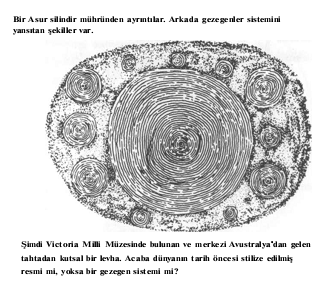 Bir Asur silindir mühründen ayrıntılar. Arkada gezegenler sistemini
yansıtan şekiller var.
Şimdi Victoria Milli Müzesinde bulunan ve merkezi Avustralya'dan gelen
tahtadan kutsal bir levha. Acaba dünyanın tarih öncesi stilize edilmiş
resmi mi, yoksa bir gezegen sistemi mi?